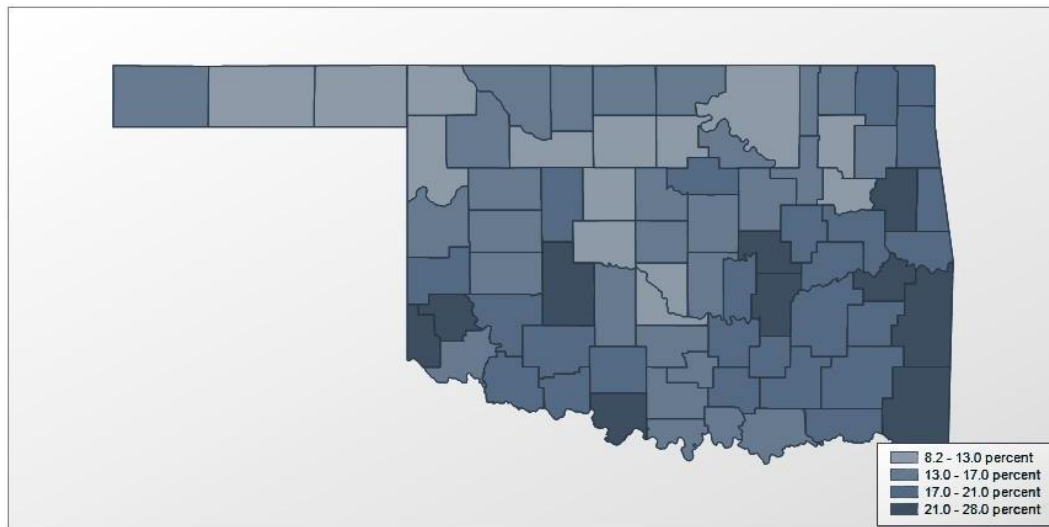 8.2 - 13.0 percent
13.0 - 17.0 percent
17.0 - 21.0 percent
21.0 - 28.0 percent